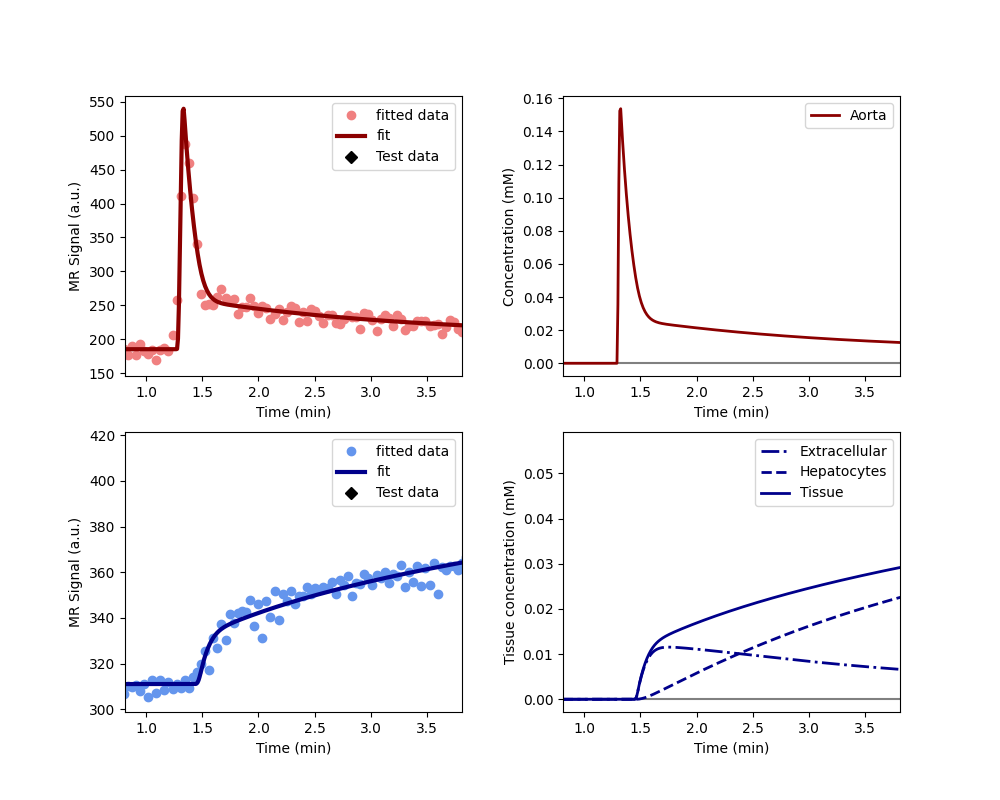 550
500
450
400
350
300
250
200
150
MR Signal (a.u.)
1.0 1.5 2.0 2.5 3.0 3.5
Time (min)
fitted data
fit
Test data
0.16
0.14
0.12
0.10
0.08
0.06
0.04
0.02
0.00
Concentration (mM)
1.0 1.5 2.0 2.5 3.0 3.5
Time (min)
Aorta
420
400
380
360
340
320
300
MR Signal (a.u.)
1.0 1.5 2.0 2.5 3.0 3.5
Time (min)
fitted data
fit
Test data
0.05
0.04
0.03
0.02
0.01
0.00
Tissue concentration (mM)
1.0 1.5 2.0 2.5 3.0 3.5
Time (min)
Extracellular
Hepatocytes
Tissue